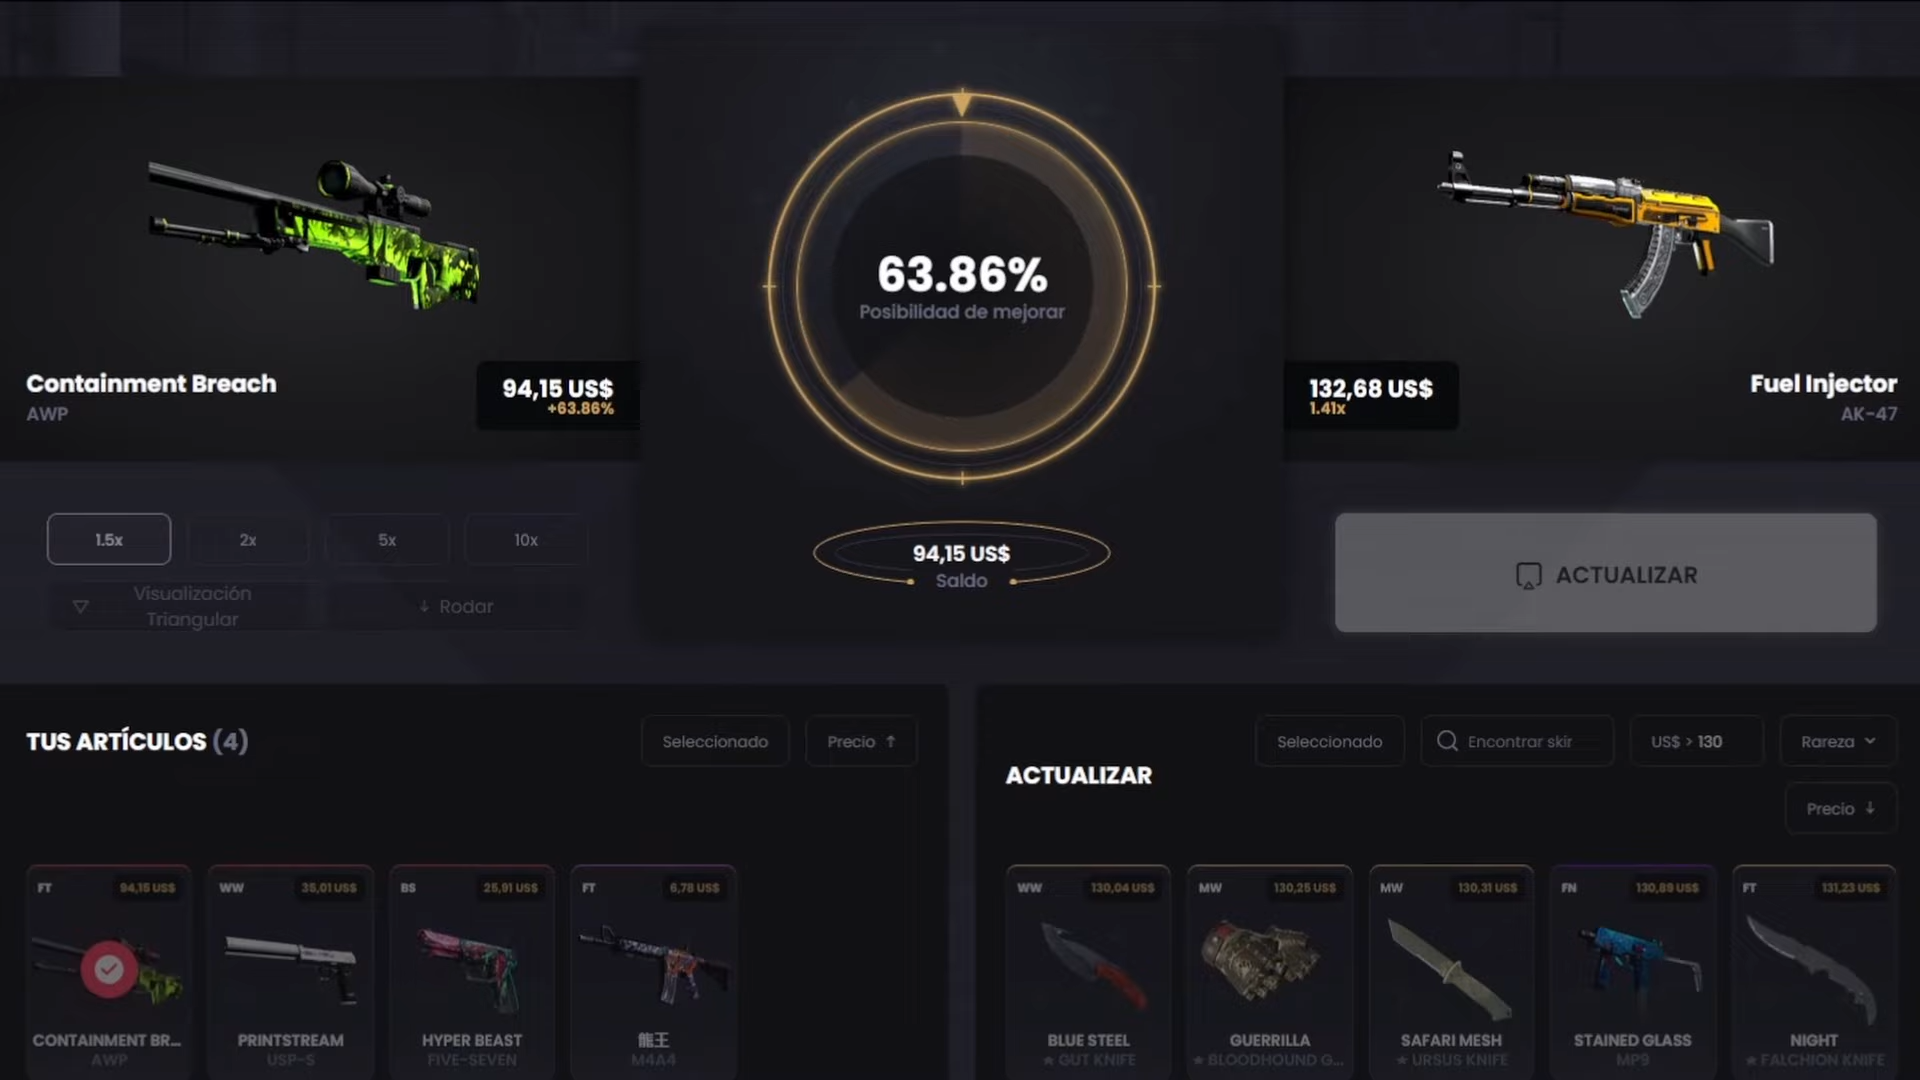 63.86%
Posibilidad de mejorar
Containment Breach
AWP
94,15 US$
+63.86%
132,68 US$
1.41x
Fuel Injector
AK-47
1.5x
2x
5x
10x
Visualización
Triangular
Rodar
94,15 US$
Saldo
ACTUALIZAR
TUS ARTÍCULOS (4)
Seleccionado
Precio
ACTUALIZAR
Seleccionado
Encontrar skir
US$ > 130
Rareza
Precio
FT
94,15 US$
CONTAINMENT BR...
AWP
WW
35,01 US$
PRINTSTREAM
USP-S
BS
25,91 US$
HYPER BEAST
FIVE-SEVEN
FT
6,78 US$
龍王
M4A4
WW
130,04 US$
BLUE STEEL
★ GUT KNIFE
MW
130,25 US$
GUERRILLA
★ BLOODHOUND G...
MW
130,31 US$
SAFARI MESH
★ URSUS KNIFE
FN
130,89 US$
STAINED GLASS
MP9
FT
131,23 US$
NIGHT
★ FALCHION KNIFE